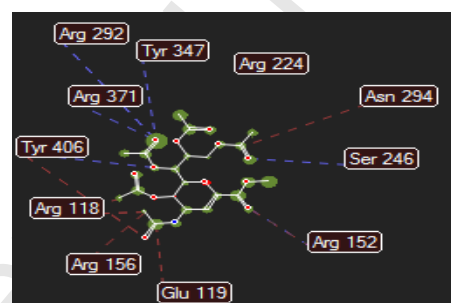 Arg 292
Tyr 347
Arg 224
Arg 371
Asn 294
Tyr 406
Ser 246
Arg 118
Arg 152
Arg 156
Glu 119